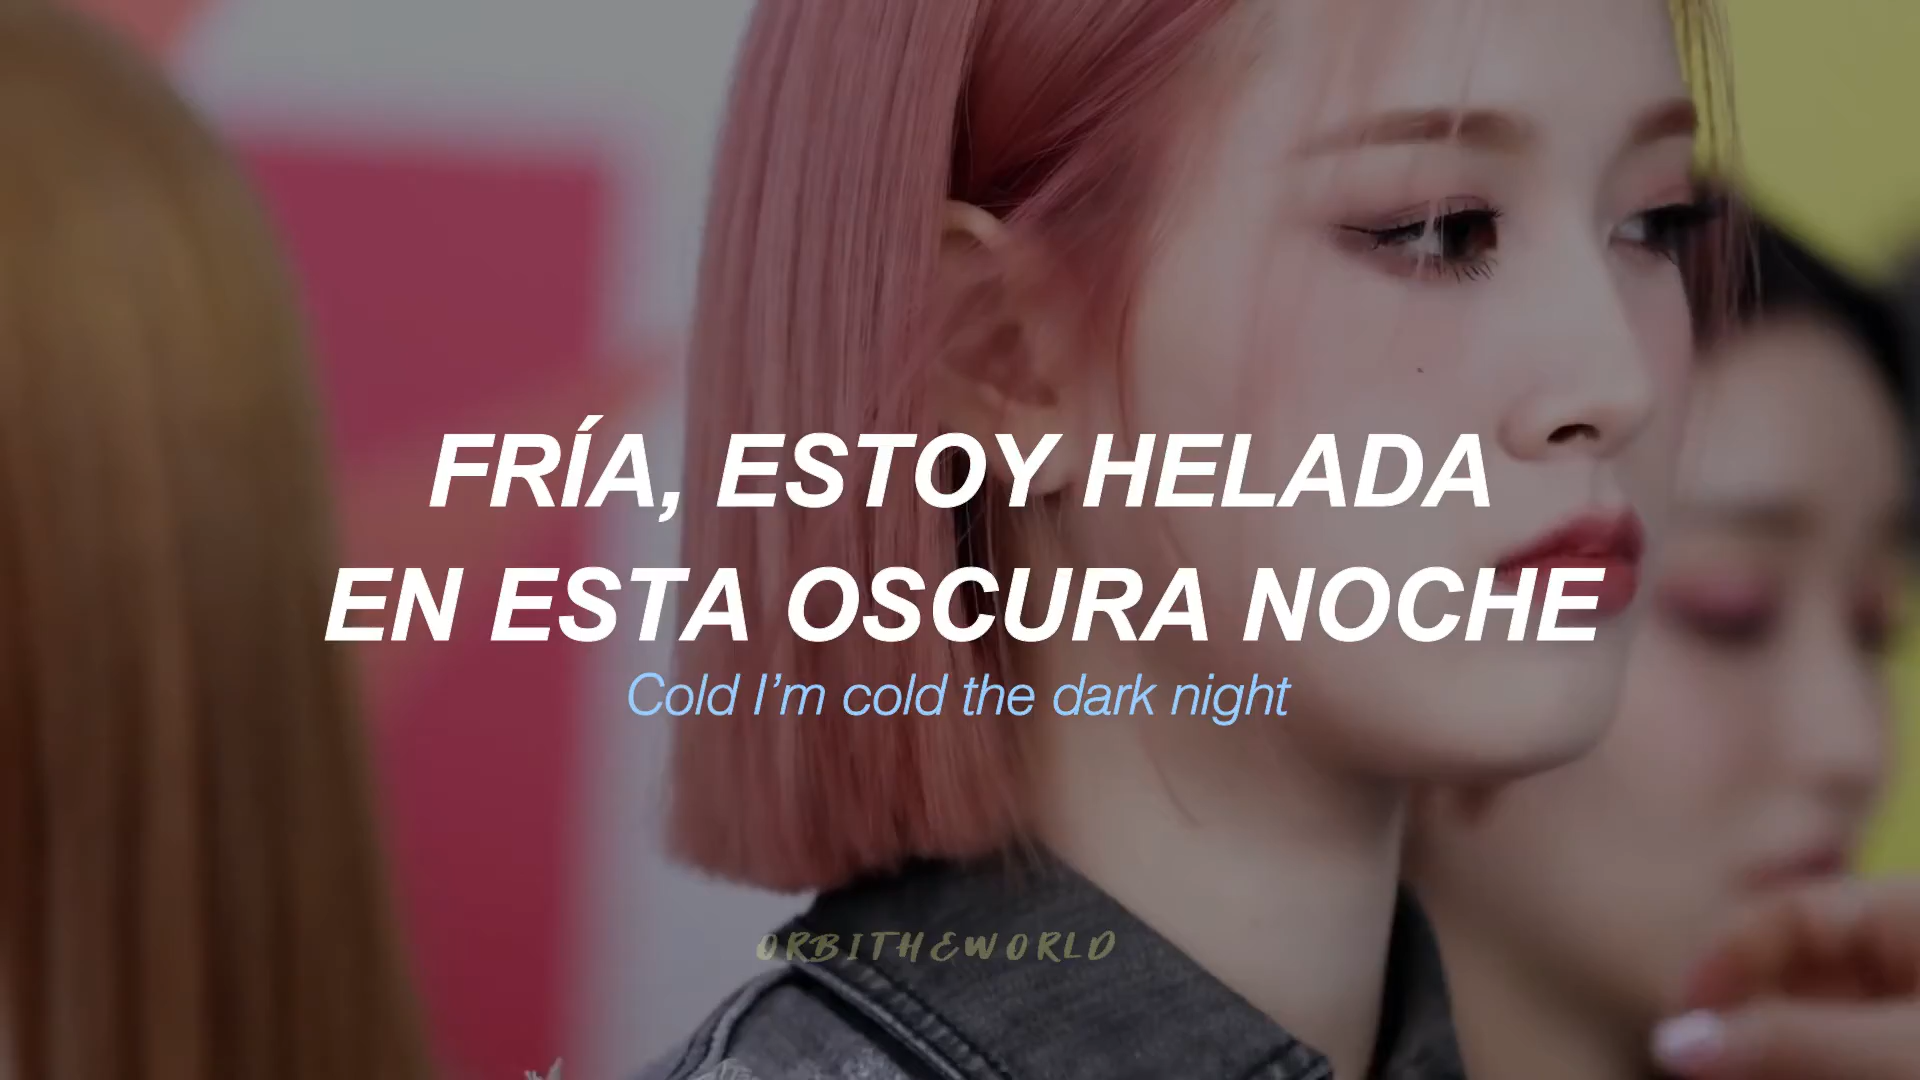 FRÍA, ESTOY HELADA
EN ESTA OSCURA NOCHE
Cold I’m cold the dark night
ORBITHEWORLD